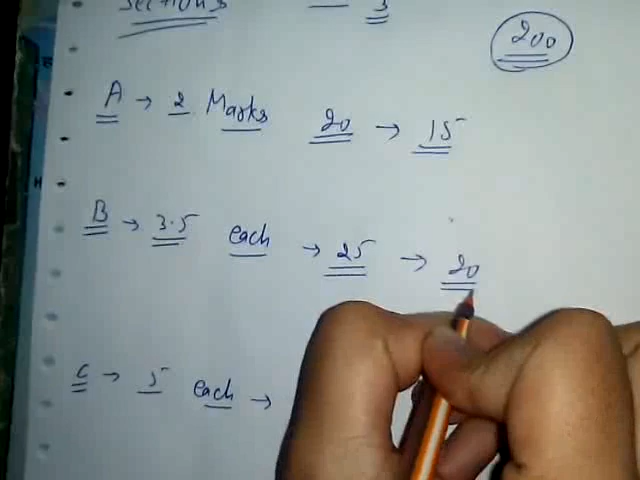 Sections 3
200
A → 2 Marks 20 → 15
B → 3.5 each → 25 → 20
C → 5 each →